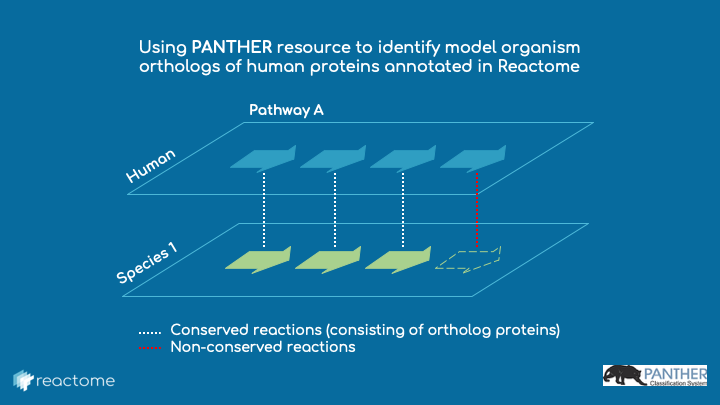 Using PANTHER resource to identify model organism
orthologs of human proteins annotated in Reactome
Pathway A
Human
Species 1
Conserved reactions (consisting of ortholog proteins)
Non-conserved reactions
reactome
PANTHER
Classification System